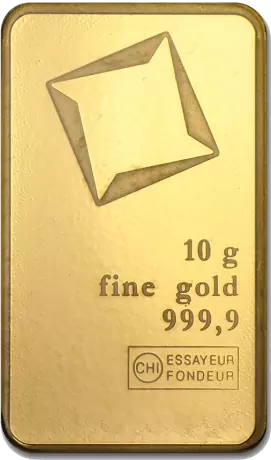 10 g
fine gold
999,9
CHI ESSAYEUR
FONDEUR